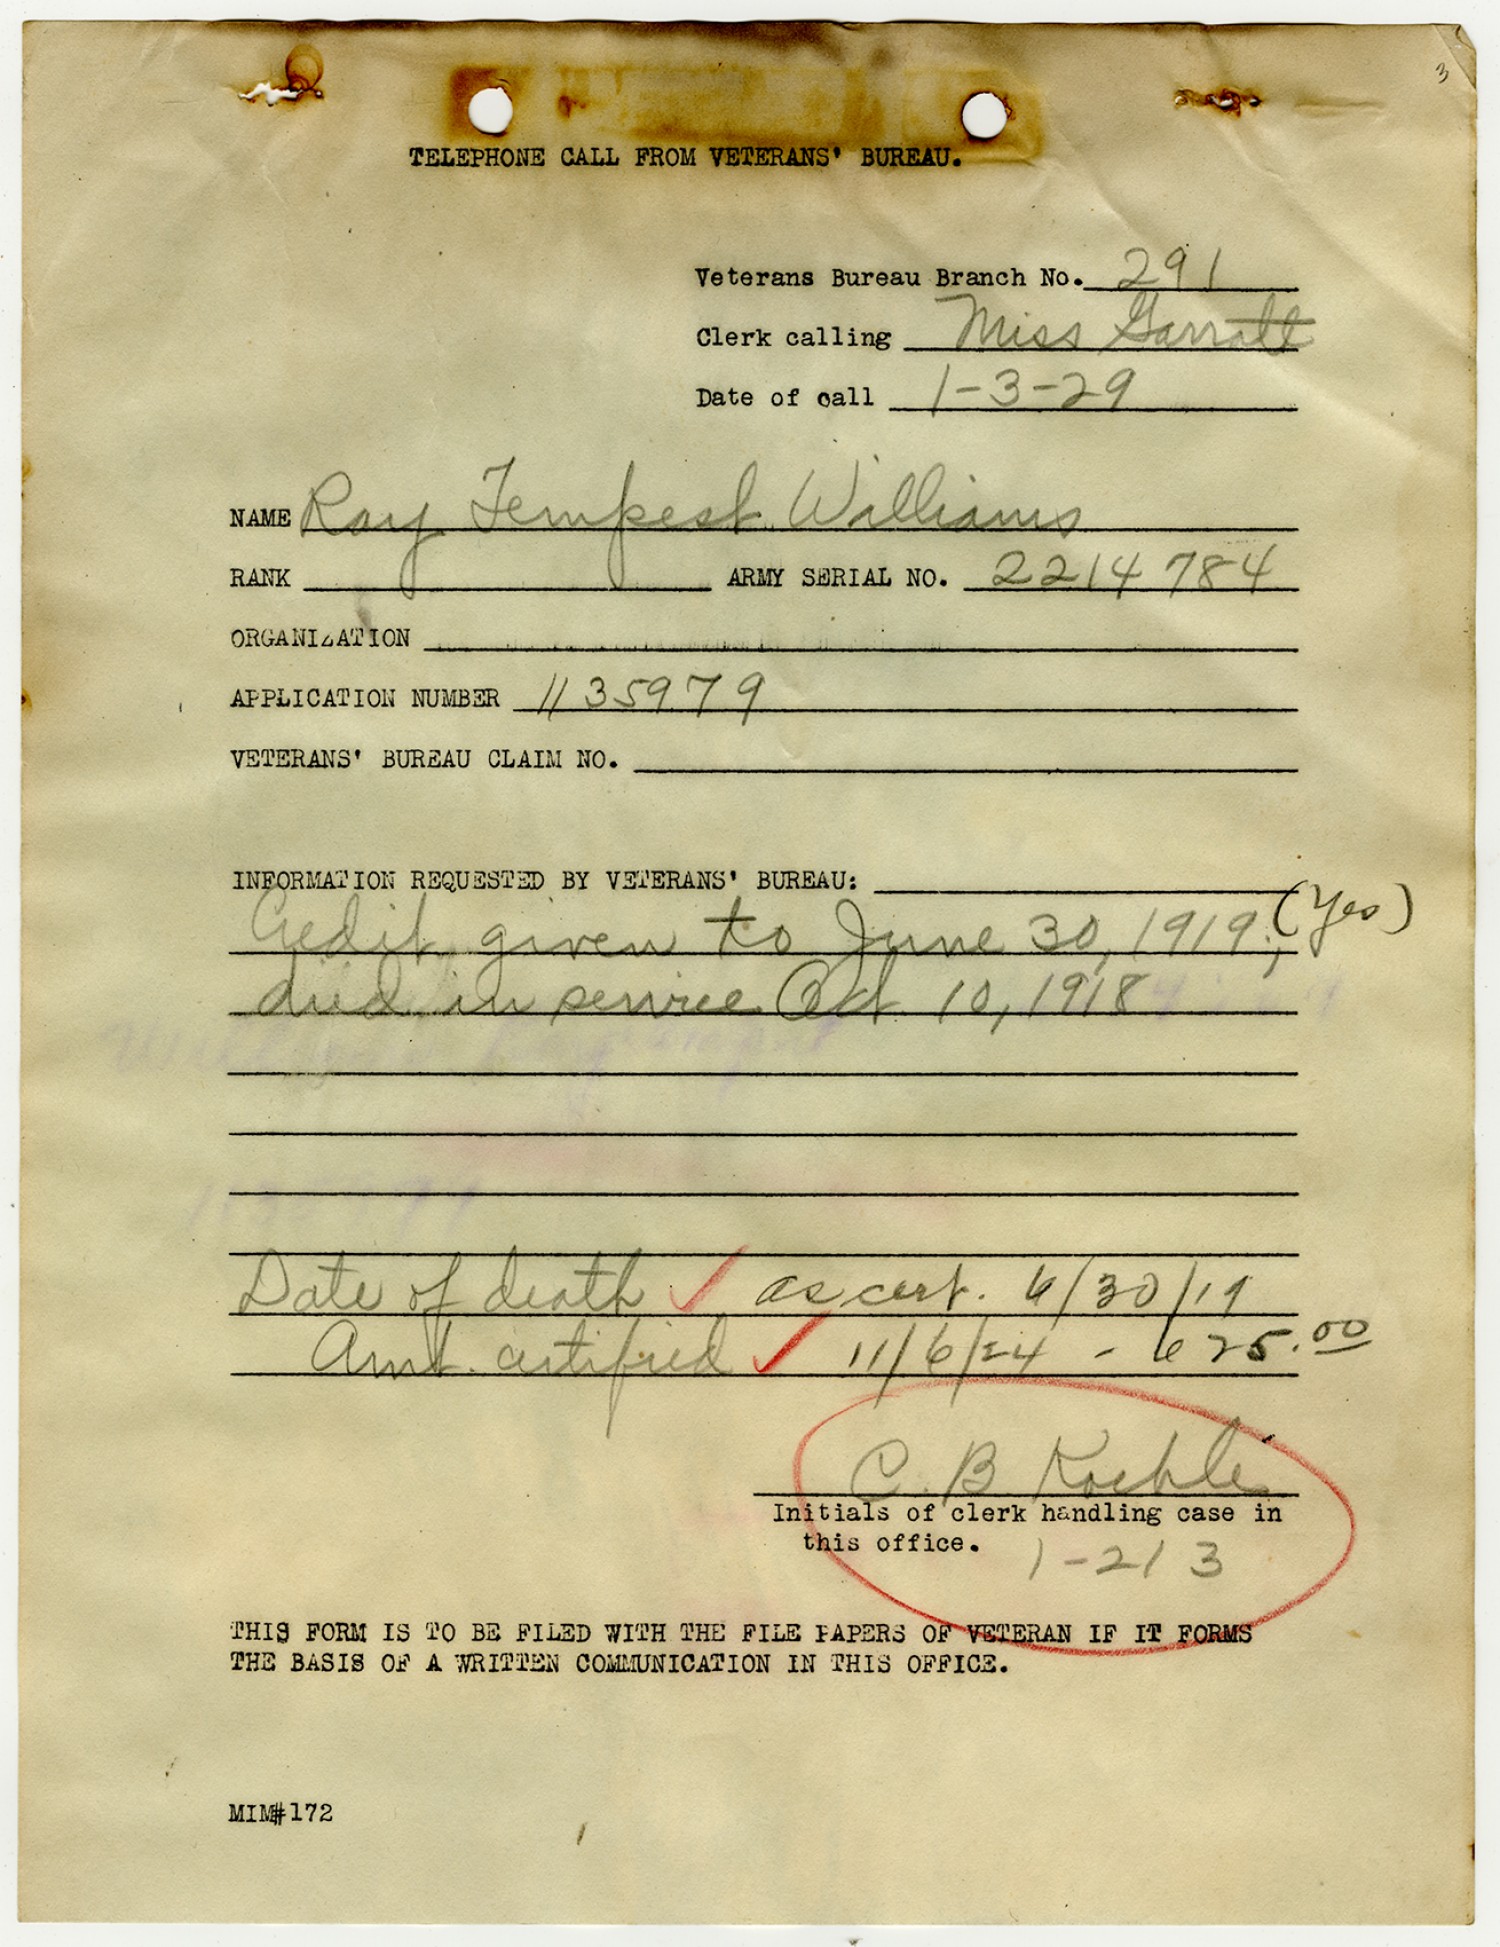 3
TELEPHONE CALL FROM VETERANS' BUREAU.
Veterans Bureau Branch No. 291
Clerk calling Miss Garratt
Date of call 1-3-29
NAME Ray Tempest Williams
RANK ARMY SERIAL NO. 2214784
ORGANIZATION
APPLICATION NUMBER 1135979
VETERANS' BUREAU CLAIM NO.
INFORMATION REQUESTED BY VETERANS' BUREAU:
Credit given to June 30, 1919, (Yes)
died in service Oct. 10, 1918
Date of death ✓ as cert. 6/30/19
Amt. certified ✓ 11/6/24 - 625.00
C. B. Koehle
Initials of clerk handling case in
this office. 1-213
THIS FORM IS TO BE FILED WITH THE FILE PAPERS OF VETERAN IF IT FORMS
THE BASIS OF A WRITTEN COMMUNICATION IN THIS OFFICE.
MIM#172